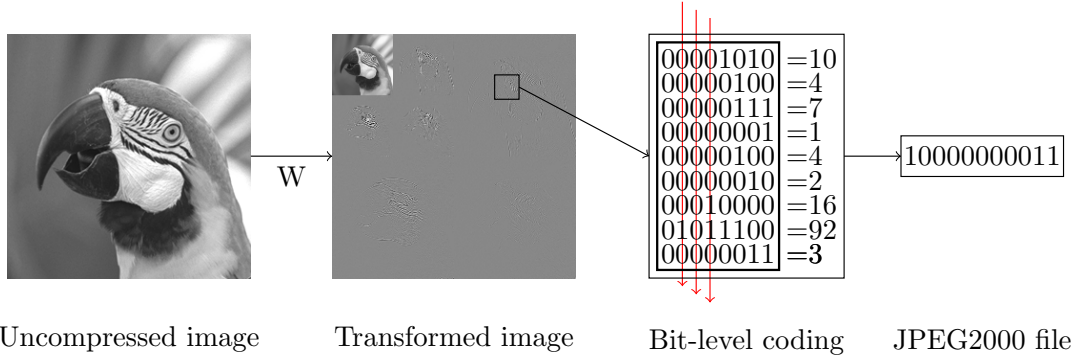 W
00001010 =10
00000100 =4
00000111 =7
00000001 =1
00000100 =4
00000010 =2
00010000 =16
01011100 =92
00000011 =3
10000000011
Uncompressed image
Transformed image
Bit-level coding
JPEG2000 file